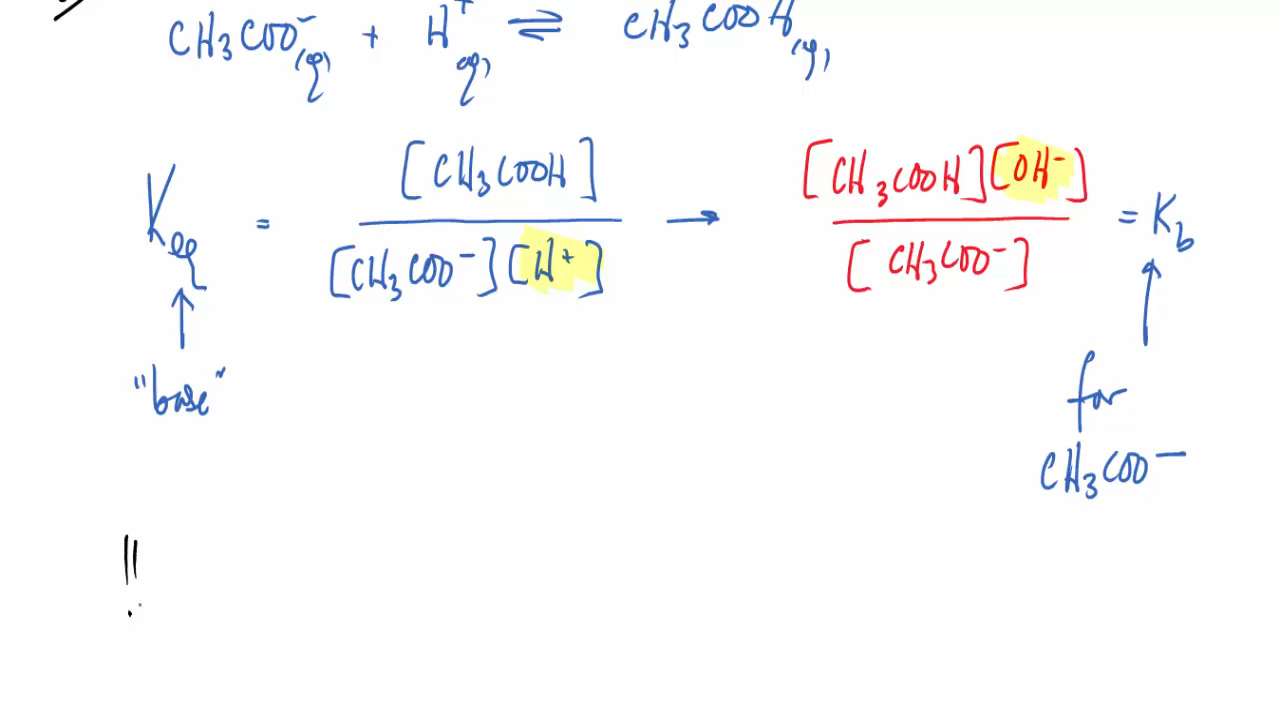 CH₃COO⁻(aq) + H⁺(aq) ⇌ CH₃COOH(aq)
Keq = [CH₃COOH] / [CH₃COO⁻][H⁺] → [CH₃COOH][OH⁻] / [CH₃COO⁻] = Kb
↑ ↑
"base" for
CH₃COO⁻
!!